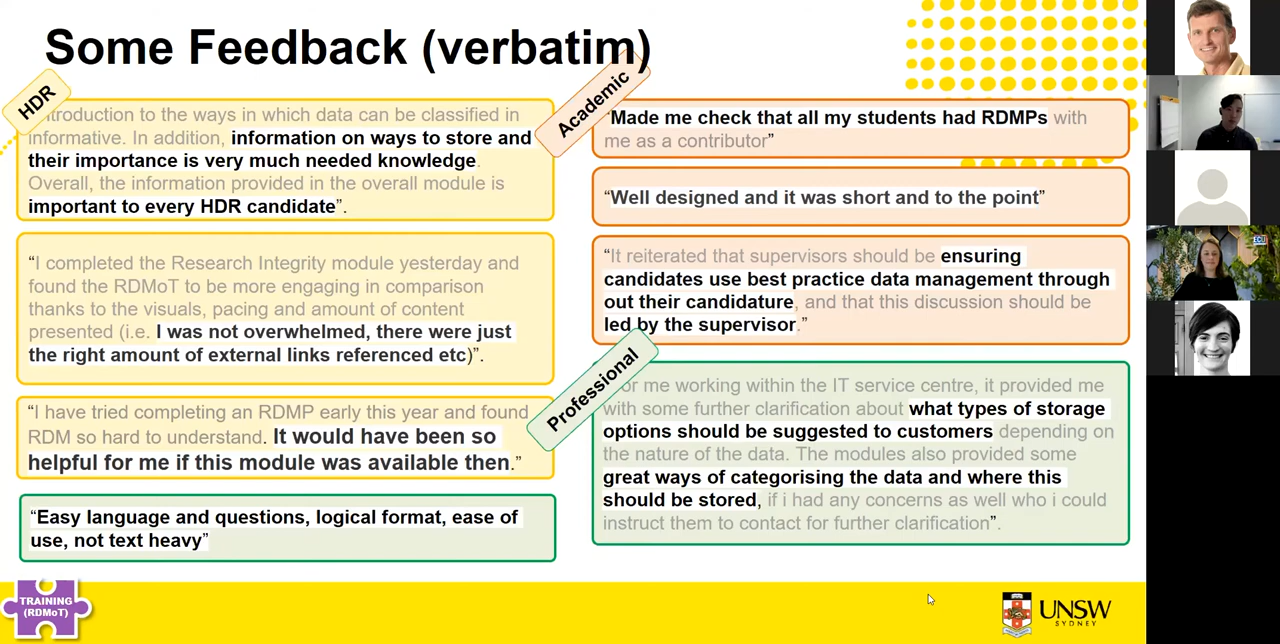 Some Feedback (verbatim)
HDR
ntroduction to the ways in which data can be classified in
informative. In addition, information on ways to store and
their importance is very much needed knowledge.
Overall, the information provided in the overall module is
important to every HDR candidate”.
“I completed the Research Integrity module yesterday and
found the RDMoT to be more engaging in comparison
thanks to the visuals, pacing and amount of content
presented (i.e. I was not overwhelmed, there were just
the right amount of external links referenced etc)”.
“I have tried completing an RDMP early this year and found
RDM so hard to understand. It would have been so
helpful for me if this module was available then.”
“Easy language and questions, logical format, ease of
use, not text heavy”
Academic
“Made me check that all my students had RDMPs with
me as a contributor”
“Well designed and it was short and to the point”
“It reiterated that supervisors should be ensuring
candidates use best practice data management through
out their candidature, and that this discussion should be
led by the supervisor.”
Professional
or me working within the IT service centre, it provided me
with some further clarification about what types of storage
options should be suggested to customers depending on
the nature of the data. The modules also provided some
great ways of categorising the data and where this
should be stored, if i had any concerns as well who i could
instruct them to contact for further clarification”.
TRAINING
(RDMoT)
UNSW
SYDNEY
ECU